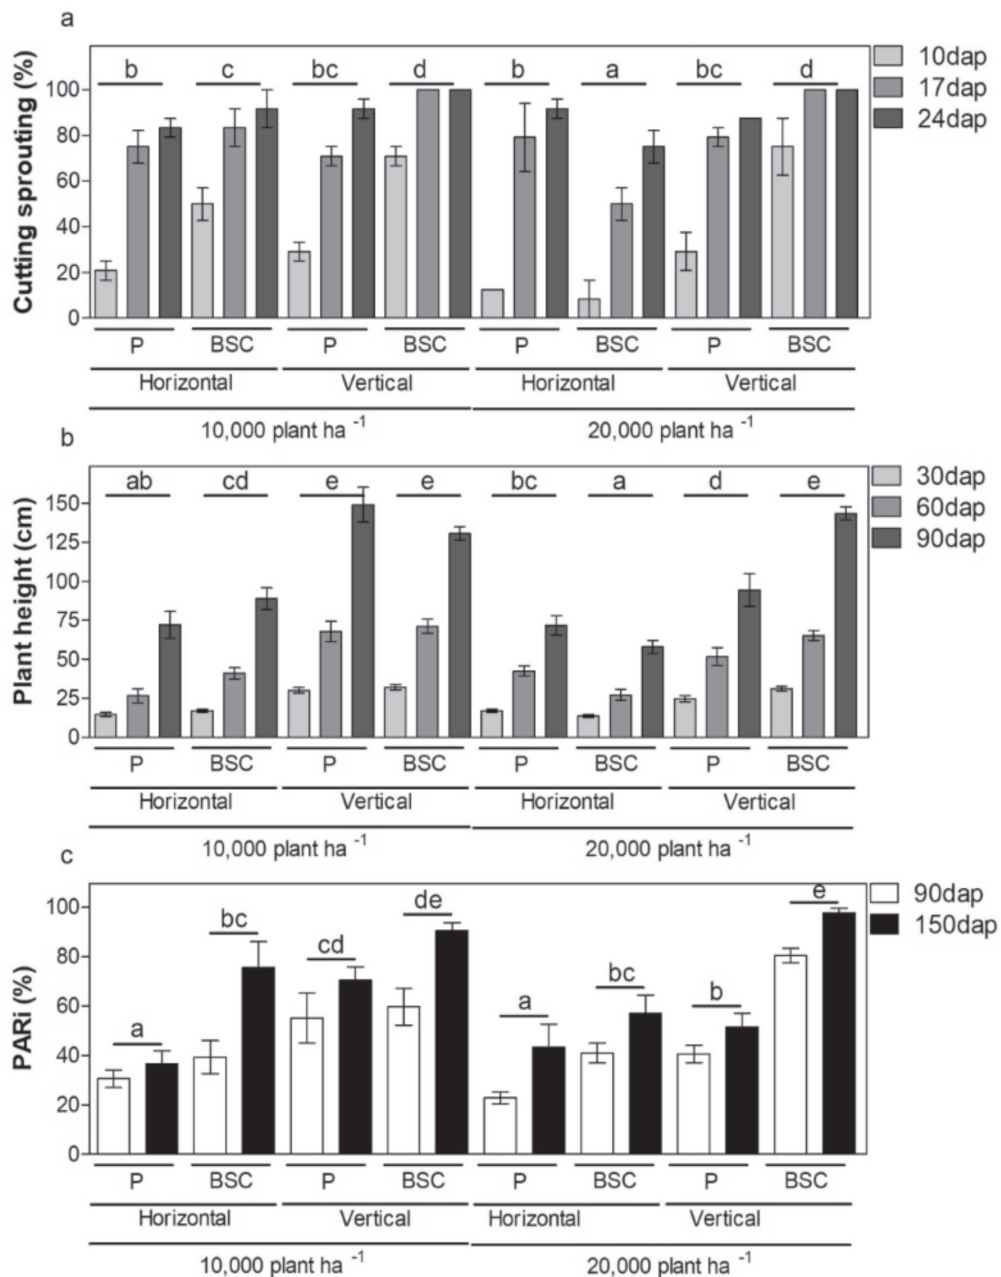 a
Cutting sprouting (%)
100
80
60
40
20
0
b c bc d b a bc d
10dap
17dap
24dap
P BSC P BSC P BSC P BSC
Horizontal Vertical Horizontal Vertical
10,000 plant ha -1 20,000 plant ha -1
b
Plant height (cm)
150
125
100
75
50
25
0
ab cd e e bc a d e
30dap
60dap
90dap
P BSC P BSC P BSC P BSC
Horizontal Vertical Horizontal Vertical
10,000 plant ha -1 20,000 plant ha -1
c
PARi (%)
100
80
60
40
20
0
a bc cd de a bc b e
90dap
150dap
P BSC P BSC P BSC P BSC
Horizontal Vertical Horizontal Vertical
10,000 plant ha -1 20,000 plant ha -1